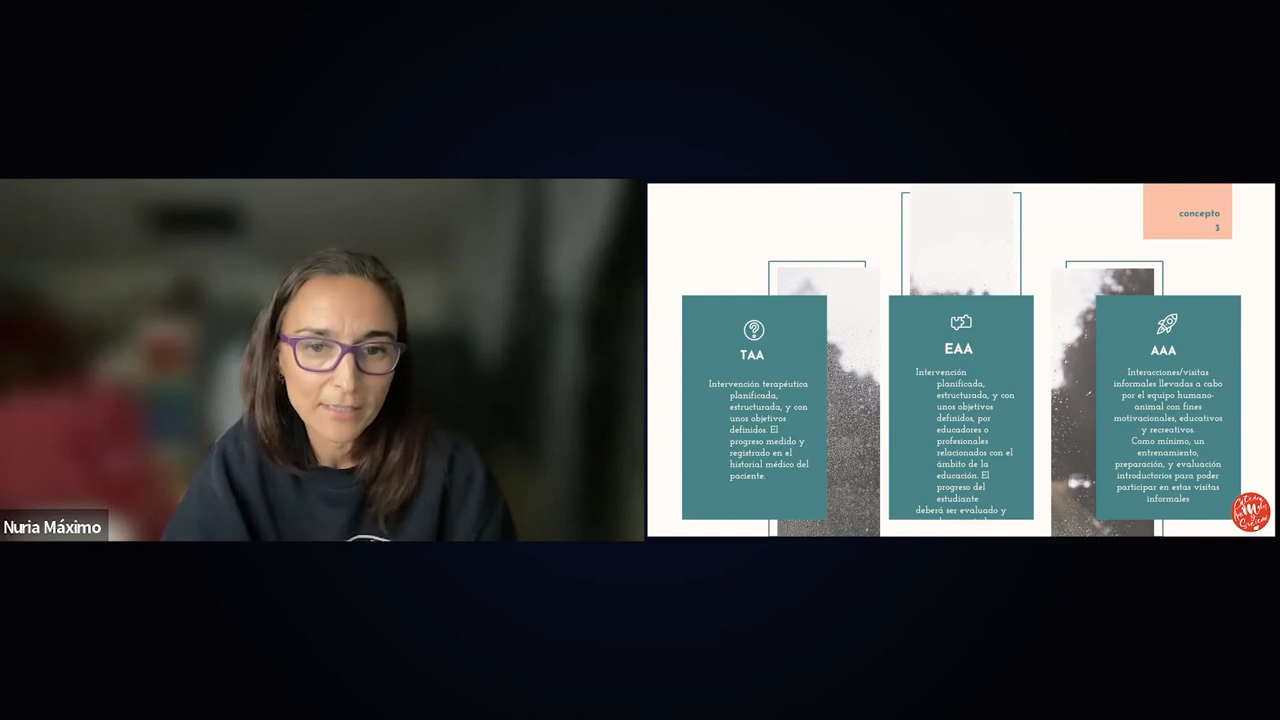 Nuria Máximo
concepto
3
TAA
Intervención terapéutica
planificada,
estructurada, y con
unos objetivos
definidos. El
progreso medido y
registrado en el
historial médico del
paciente.
EAA
Intervención
planificada,
estructurada, y con
unos objetivos
definidos, por
educadores o
profesionales
relacionados con el
ámbito de la
educación. El
progreso del
estudiante
deberá ser evaluado y
AAA
Interacciones/visitas
informales llevadas a cabo
por el equipo humano-
animal con fines
motivacionales, educativos
y recreativos.
Como mínimo, un
entrenamiento,
preparación, y evaluación
introductorios para poder
participar en estas visitas
informales